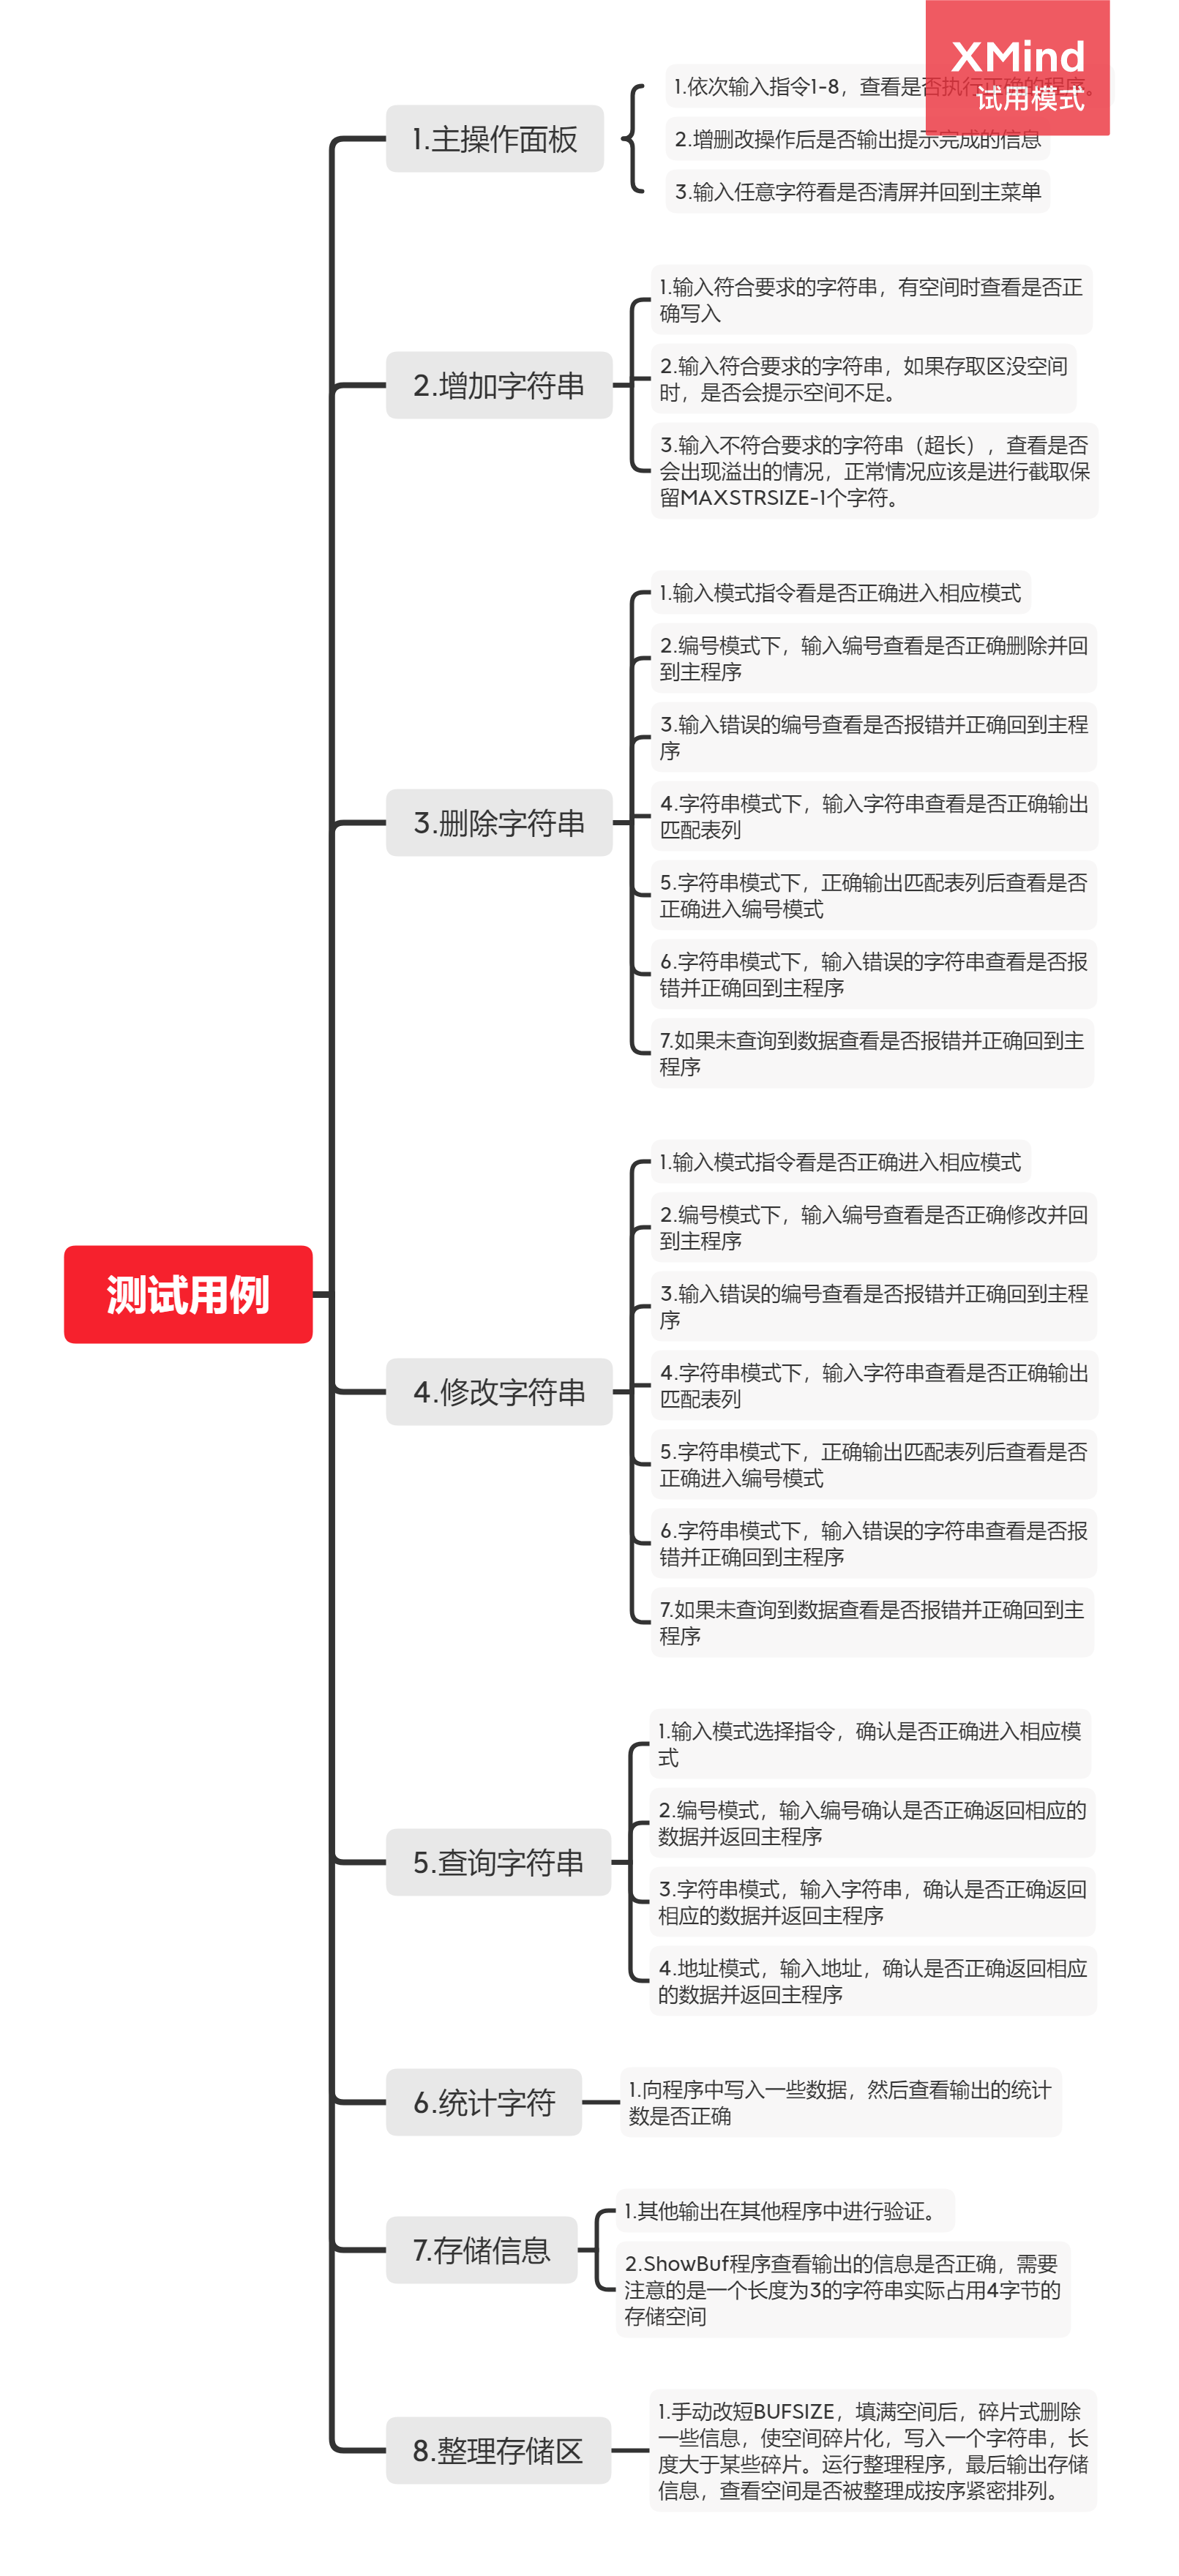 XMind
试用模式
1.主操作面板
1.依次输入指令1-8，查看是否执行正确的程序。
2.增删改操作后是否输出提示完成的信息
3.输入任意字符看是否清屏并回到主菜单
2.增加字符串
1.输入符合要求的字符串，有空间时查看是否正
确写入
2.输入符合要求的字符串，如果存取区没空间
时，是否会提示空间不足。
3.输入不符合要求的字符串（超长），查看是否
会出现溢出的情况，正常情况应该是进行截取保
留MAXSTRSIZE-1个字符。
3.删除字符串
1.输入模式指令看是否正确进入相应模式
2.编号模式下，输入编号查看是否正确删除并回
到主程序
3.输入错误的编号查看是否报错并正确回到主程
序
4.字符串模式下，输入字符串查看是否正确输出
匹配表列
5.字符串模式下，正确输出匹配表列后查看是否
正确进入编号模式
6.字符串模式下，输入错误的字符串查看是否报
错并正确回到主程序
7.如果未查询到数据查看是否报错并正确回到主
程序
测试用例
4.修改字符串
1.输入模式指令看是否正确进入相应模式
2.编号模式下，输入编号查看是否正确修改并回
到主程序
3.输入错误的编号查看是否报错并正确回到主程
序
4.字符串模式下，输入字符串查看是否正确输出
匹配表列
5.字符串模式下，正确输出匹配表列后查看是否
正确进入编号模式
6.字符串模式下，输入错误的字符串查看是否报
错并正确回到主程序
7.如果未查询到数据查看是否报错并正确回到主
程序
5.查询字符串
1.输入模式选择指令，确认是否正确进入相应模
式
2.编号模式，输入编号确认是否正确返回相应的
数据并返回主程序
3.字符串模式，输入字符串，确认是否正确返回
相应的数据并返回主程序
4.地址模式，输入地址，确认是否正确返回相应
的数据并返回主程序
6.统计字符
1.向程序中写入一些数据，然后查看输出的统计
数是否正确
7.存储信息
1.其他输出在其他程序中进行验证。
2.ShowBuf程序查看输出的信息是否正确，需要
注意的是一个长度为3的字符串实际占用4字节的
存储空间
8.整理存储区
1.手动改短BUFSIZE，填满空间后，碎片式删除
一些信息，使空间碎片化，写入一个字符串，长
度大于某些碎片。运行整理程序，最后输出存储
信息，查看空间是否被整理成按序紧密排列。